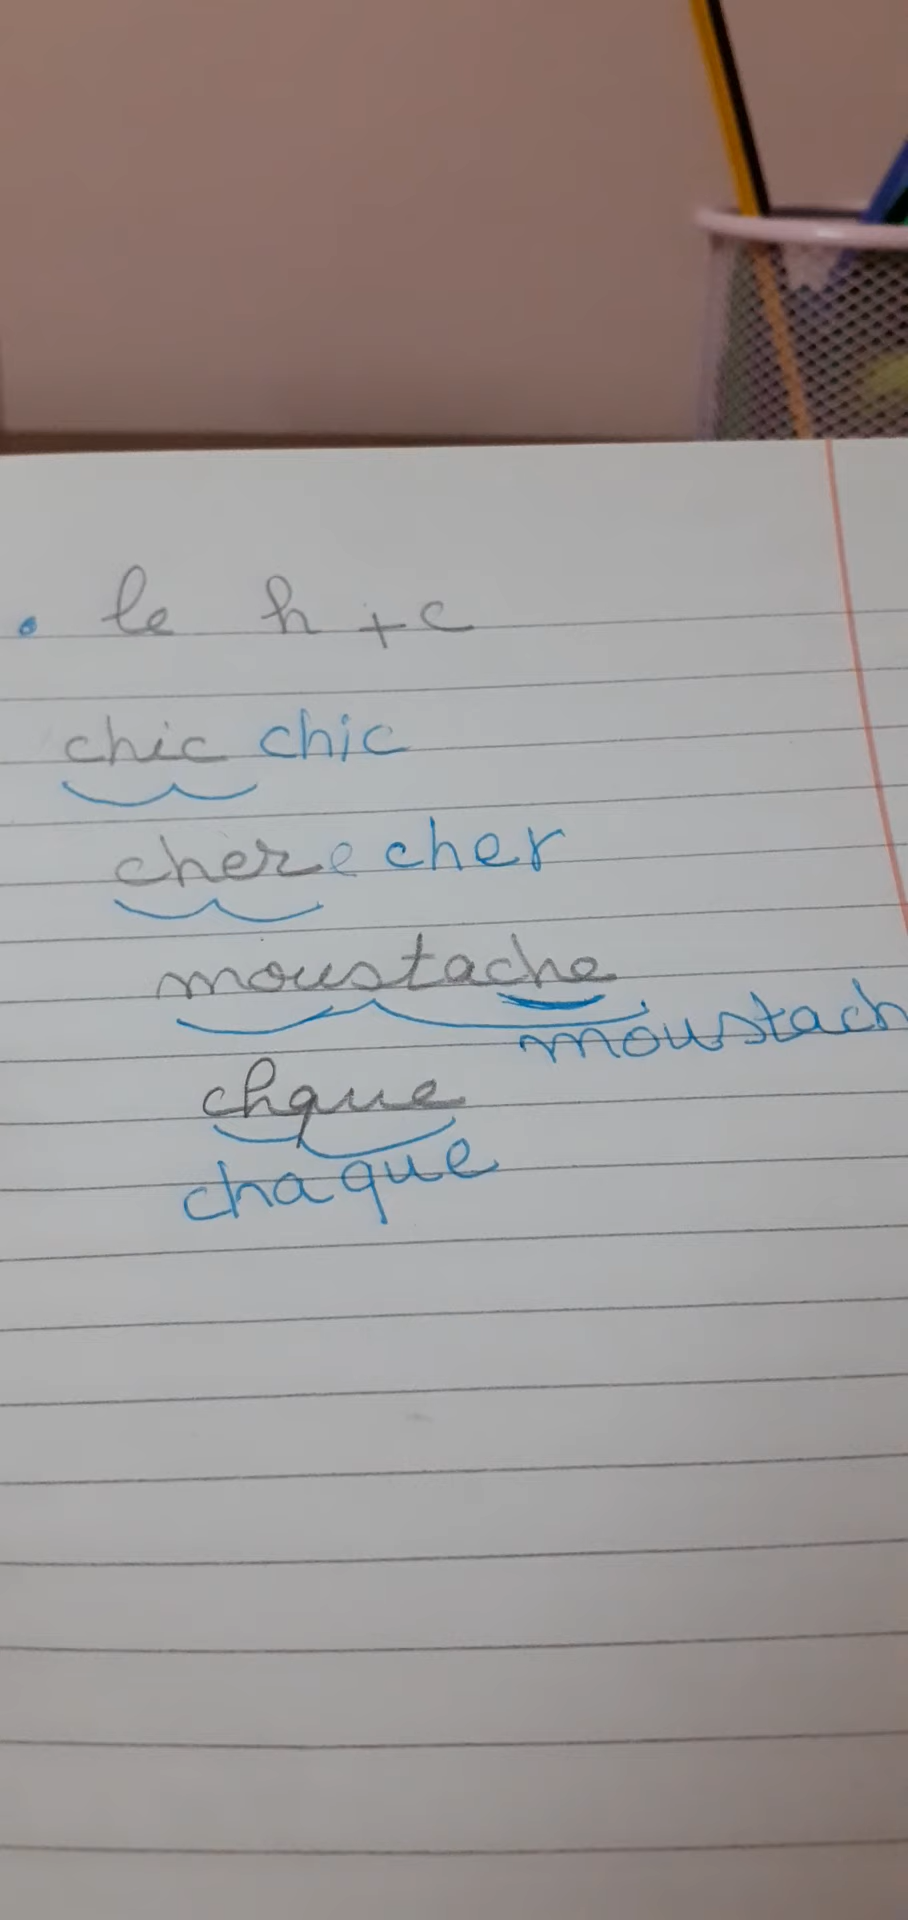 • le h + c
chic chic
chere cher
moustache
moustach
chque
chaque